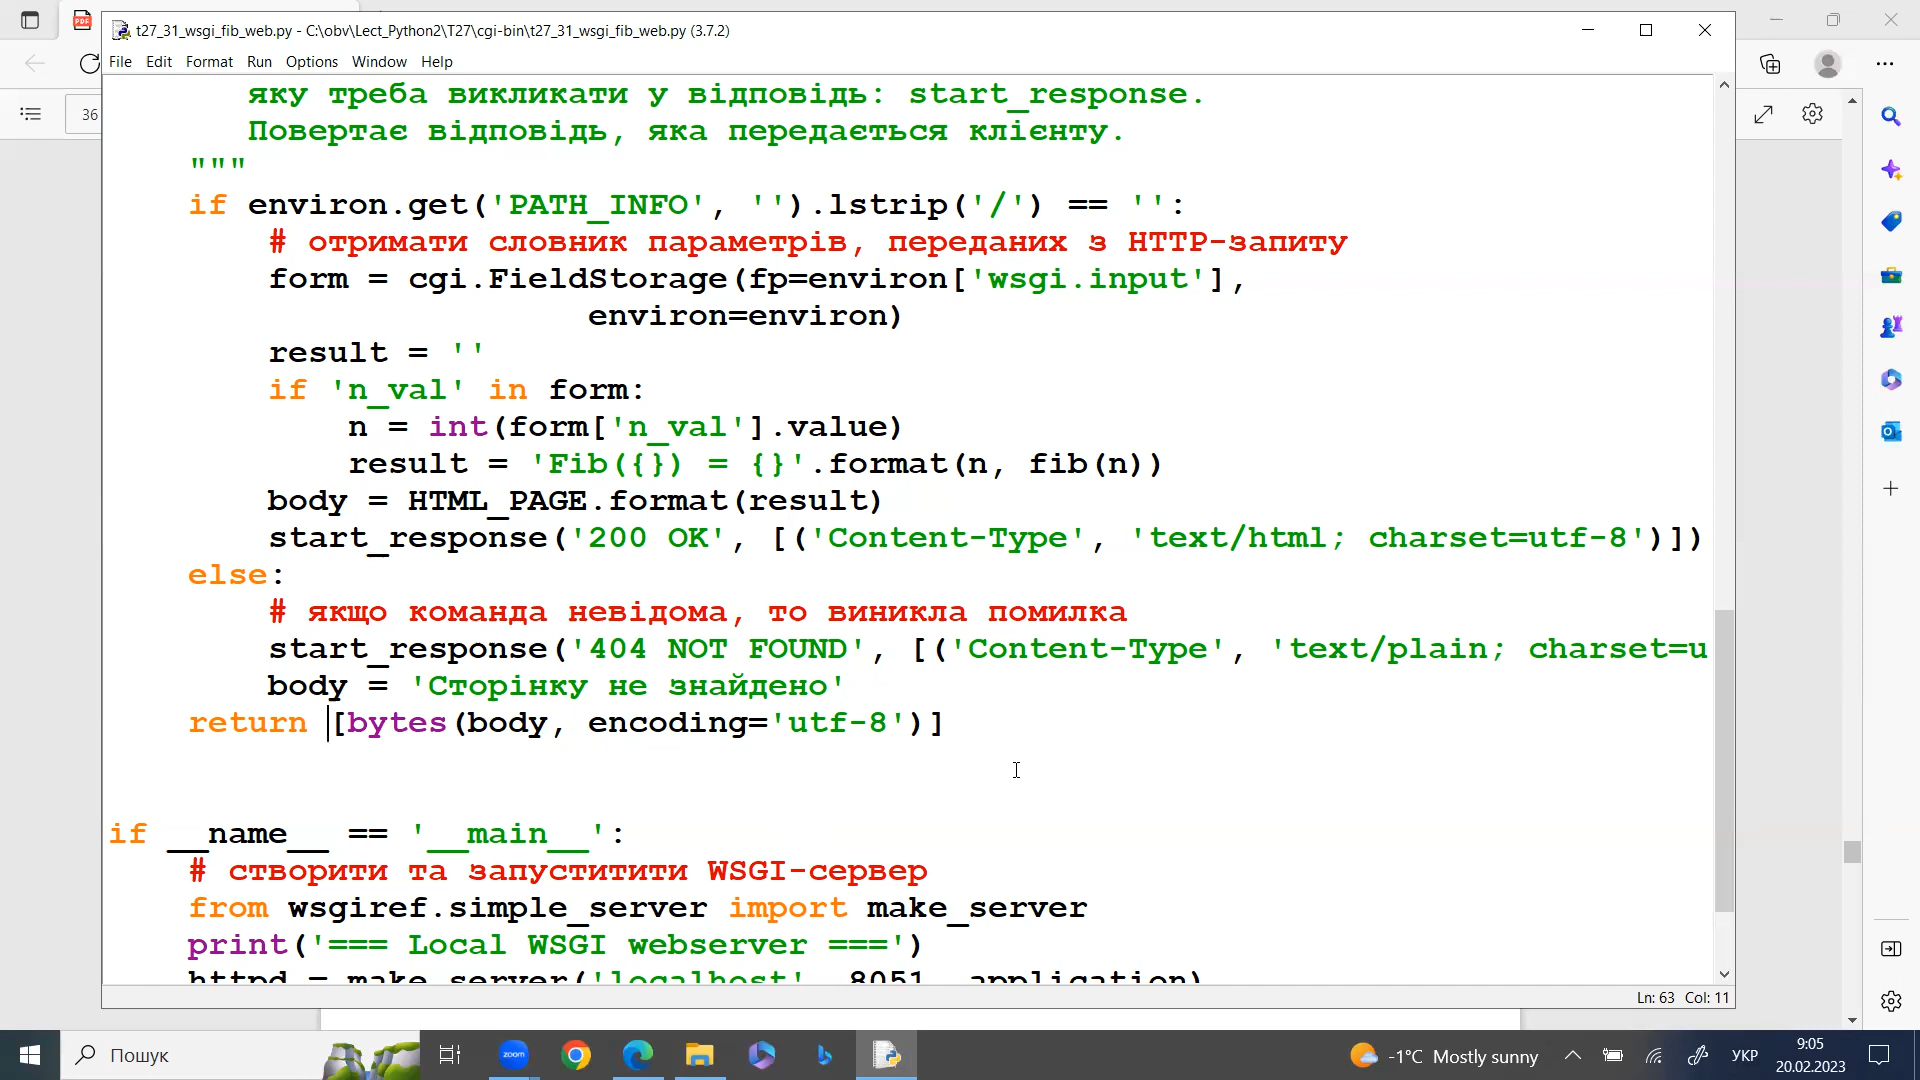 t27_31_wsgi_fib_web.py - C:\obv\Lect_Python2\T27\cgi-bin\t27_31_wsgi_fib_web.py (3.7.2)
File Edit Format Run Options Window Help
36
яку треба викликати у відповідь: start_response.
Повертає відповідь, яка передається клієнту.
"""
if environ.get('PATH_INFO', '').lstrip('/') == '':
# отримати словник параметрів, переданих з HTTP-запиту
form = cgi.FieldStorage(fp=environ['wsgi.input'],
environ=environ)
result = ''
if 'n_val' in form:
n = int(form['n_val'].value)
result = 'Fib({}) = {}'.format(n, fib(n))
body = HTML_PAGE.format(result)
start_response('200 OK', [('Content-Type', 'text/html; charset=utf-8')])
else:
# якщо команда невідома, то виникла помилка
start_response('404 NOT FOUND', [('Content-Type', 'text/plain; charset=u
body = 'Сторінку не знайдено'
return [bytes(body, encoding='utf-8')]
if __name__ == '__main__':
# створити та запуститити WSGI-сервер
from wsgiref.simple_server import make_server
print('=== Local WSGI webserver ===')
httpd = make_server('localhost', 8051, application)
Ln: 63 Col: 11
Пошук
zoom
-1°C Mostly sunny
УКР
9:05
20.02.2023